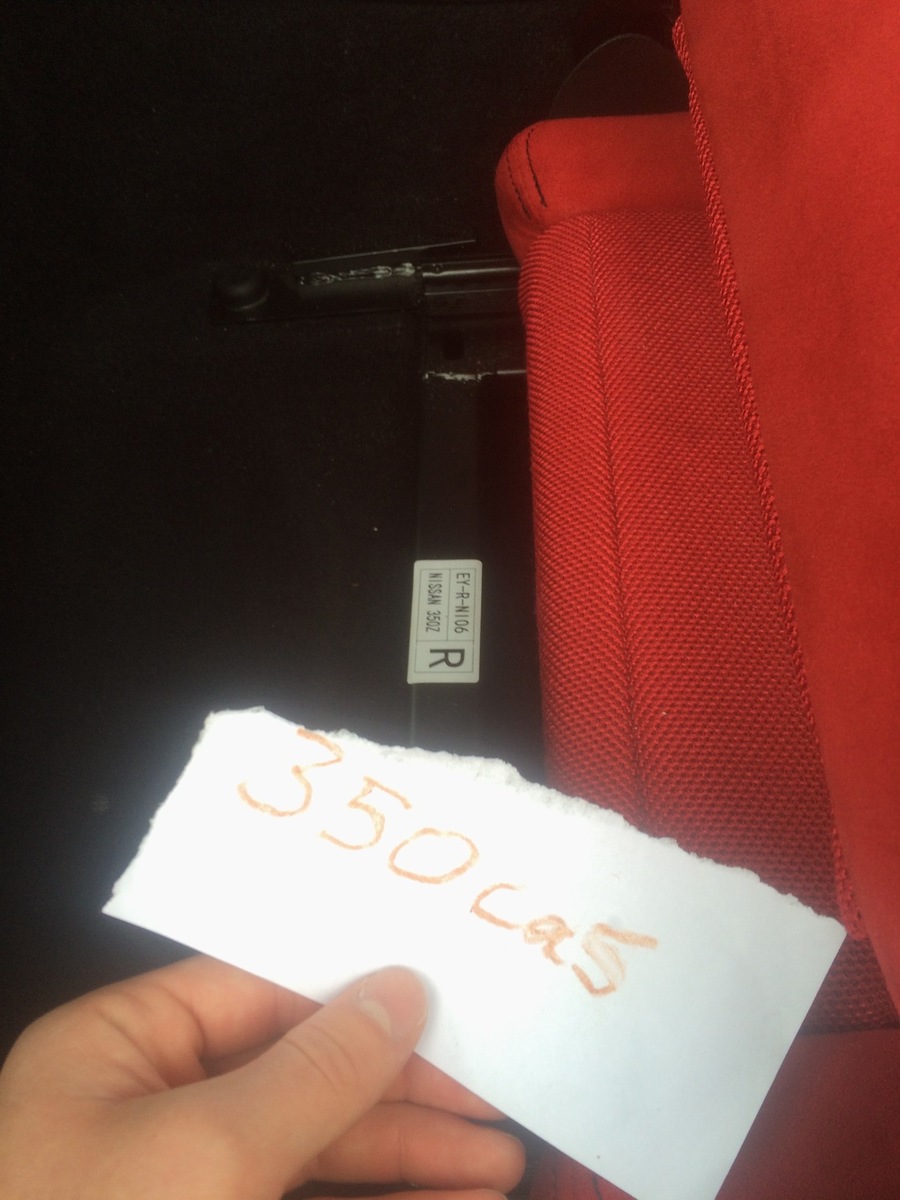 EY-R-N106
NISSAN 350Z
R
350cas